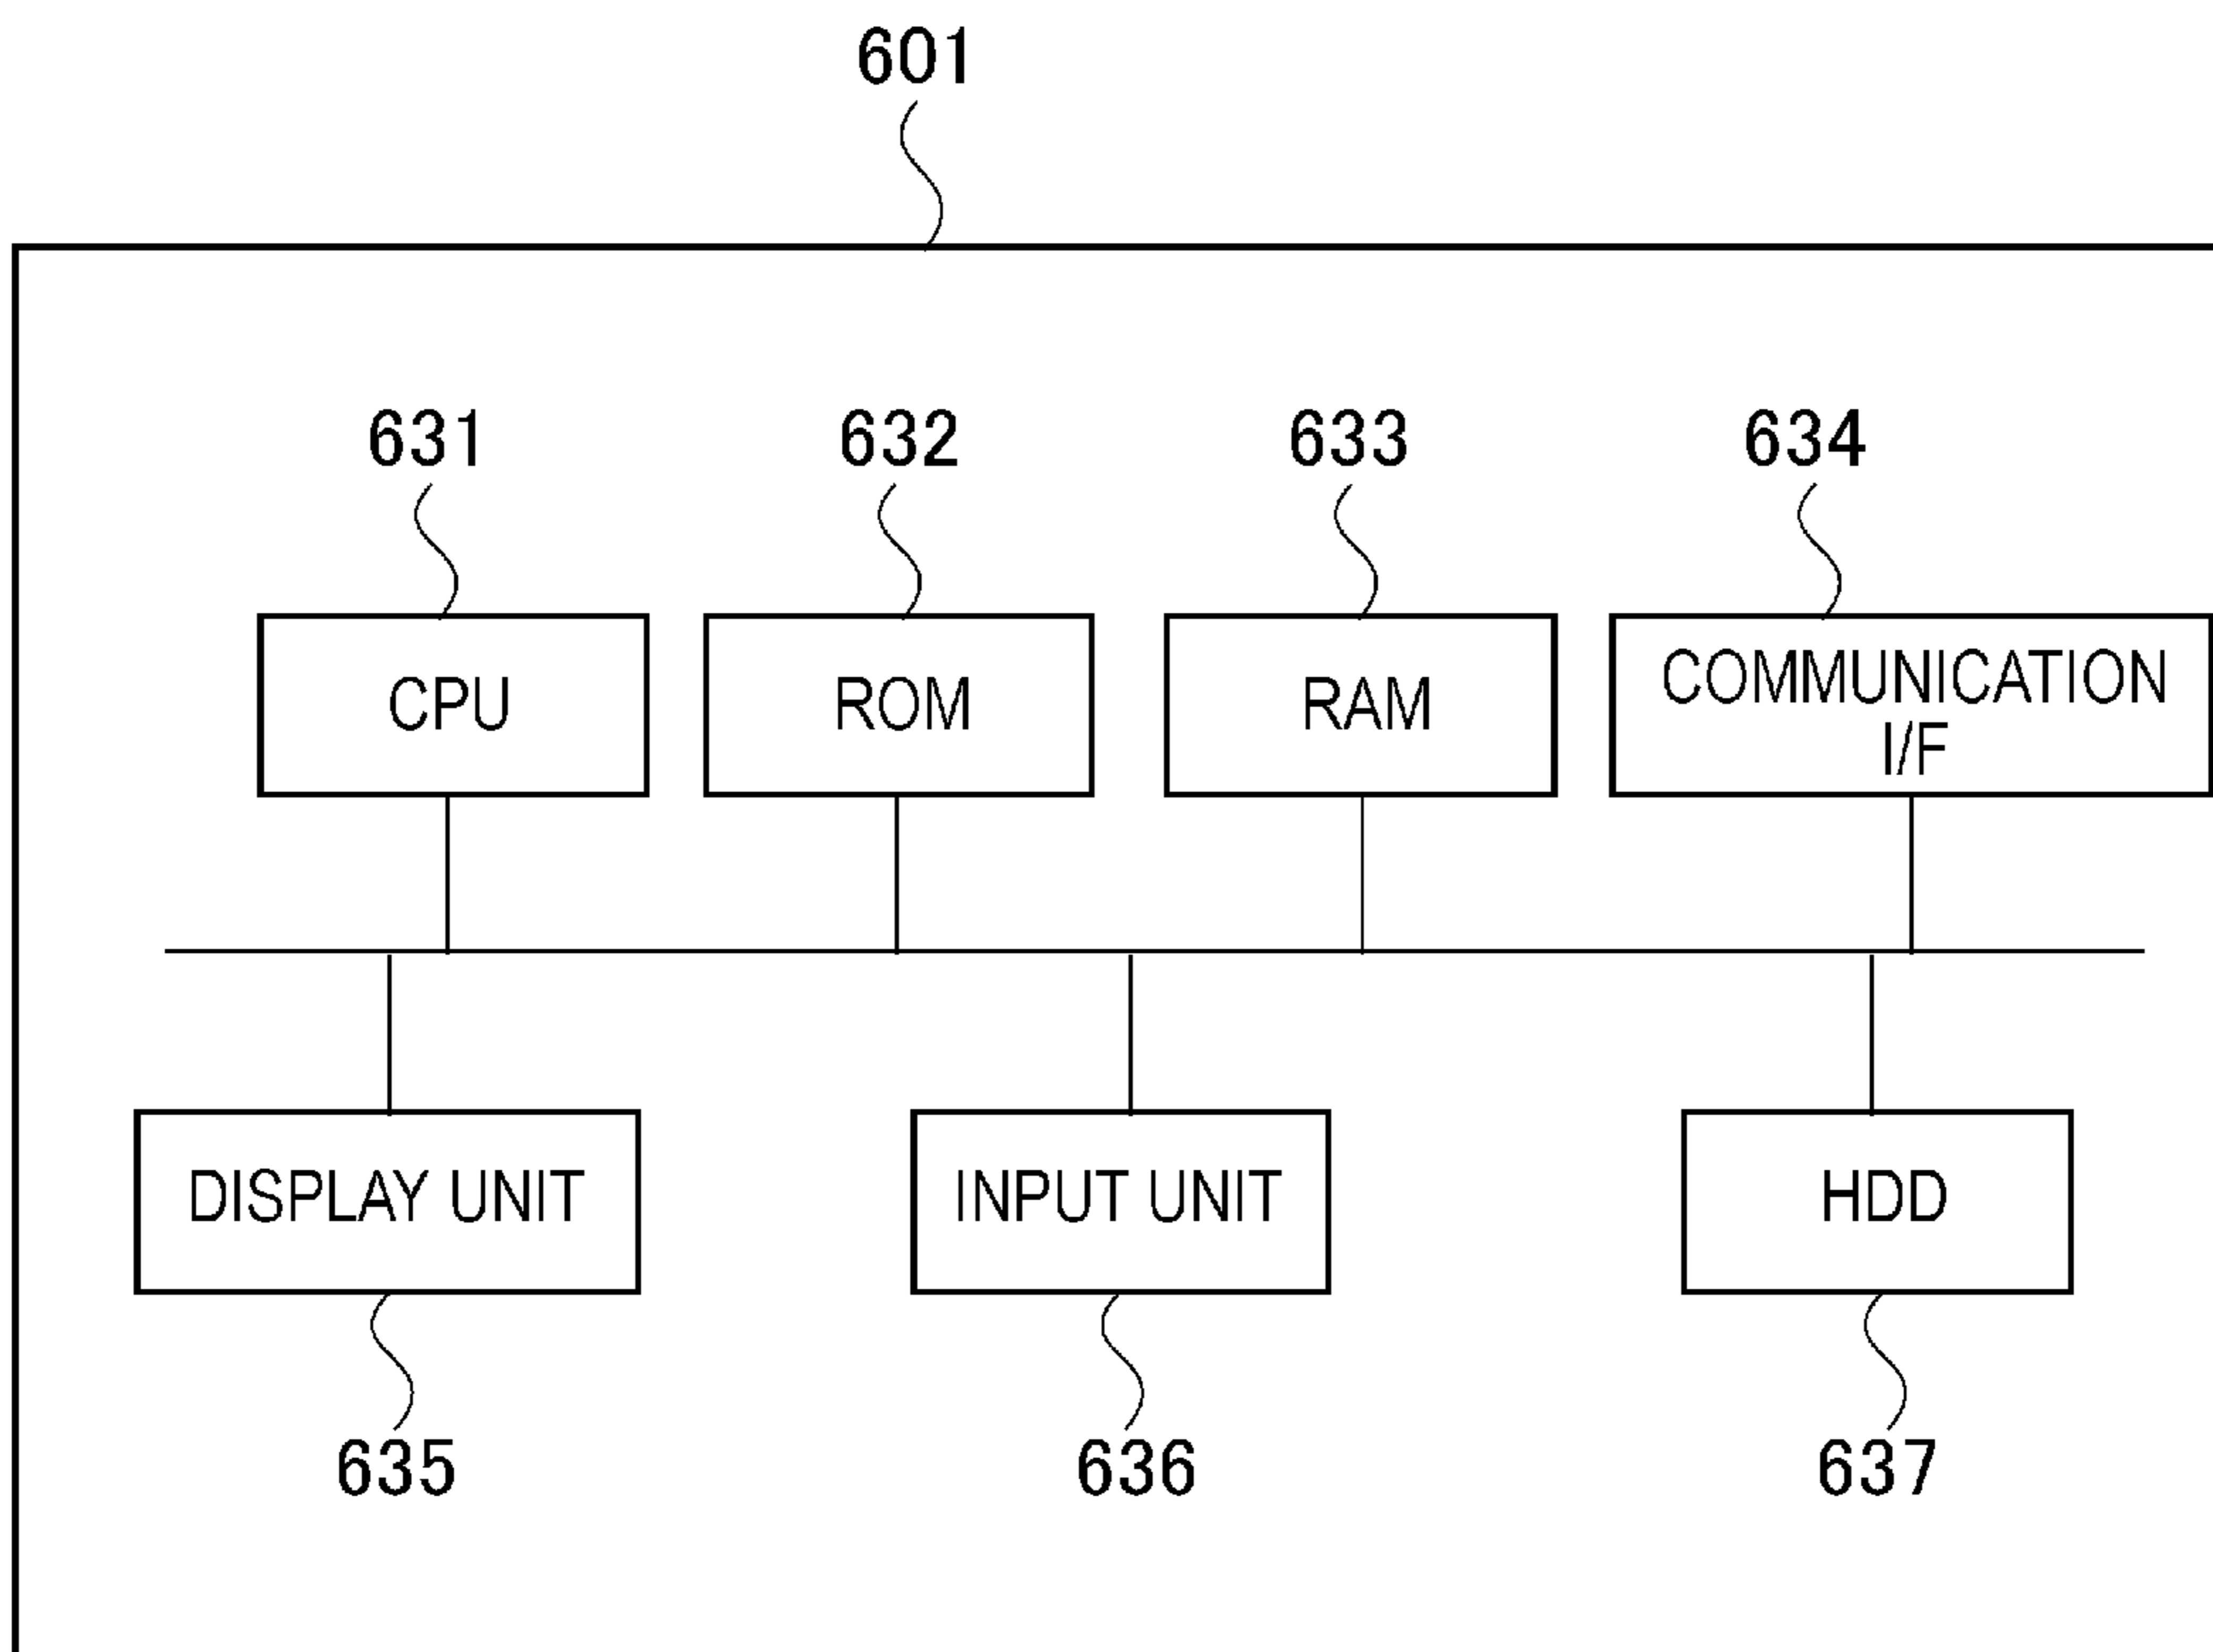 601
631
632
633
634
CPU
ROM
RAM
COMMUNICATION
I/F
DISPLAY UNIT
INPUT UNIT
HDD
635
636
637